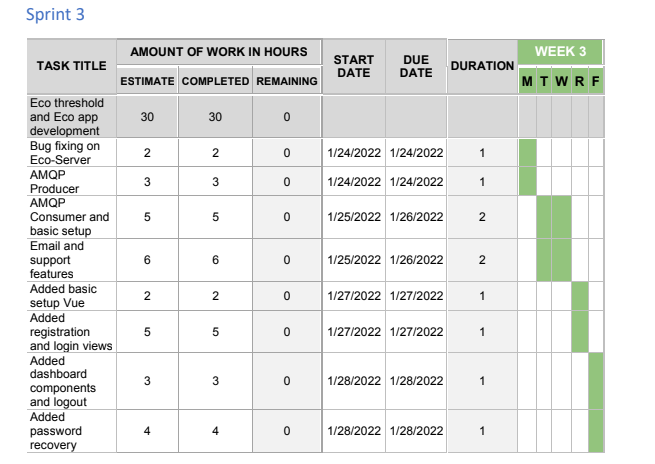 Sprint 3
TASK TITLE
AMOUNT OF WORK IN HOURS
START
DATE
DUE
DATE
DURATION
WEEK 3
ESTIMATE COMPLETED REMAINING
M T W R F
Eco threshold
and Eco app
development
30 30 0
Bug fixing on
Eco-Server
2 2 0 1/24/2022 1/24/2022 1
AMQP
Producer
3 3 0 1/24/2022 1/24/2022 1
AMQP
Consumer and
basic setup
5 5 0 1/25/2022 1/26/2022 2
Email and
support
features
6 6 0 1/25/2022 1/26/2022 2
Added basic
setup Vue
2 2 0 1/27/2022 1/27/2022 1
Added
registration
and login views
5 5 0 1/27/2022 1/27/2022 1
Added
dashboard
components
and logout
3 3 0 1/28/2022 1/28/2022 1
Added
password
recovery
4 4 0 1/28/2022 1/28/2022 1